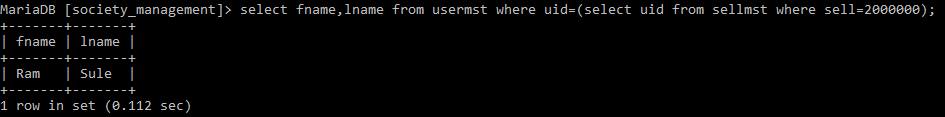 MariaDB [society_management]> select fname,lname from usermst where uid=(select uid from sellmst where sell=2000000);
+-------+-------+
| fname | lname |
+-------+-------+
| Ram   | Sule  |
+-------+-------+
1 row in set (0.112 sec)